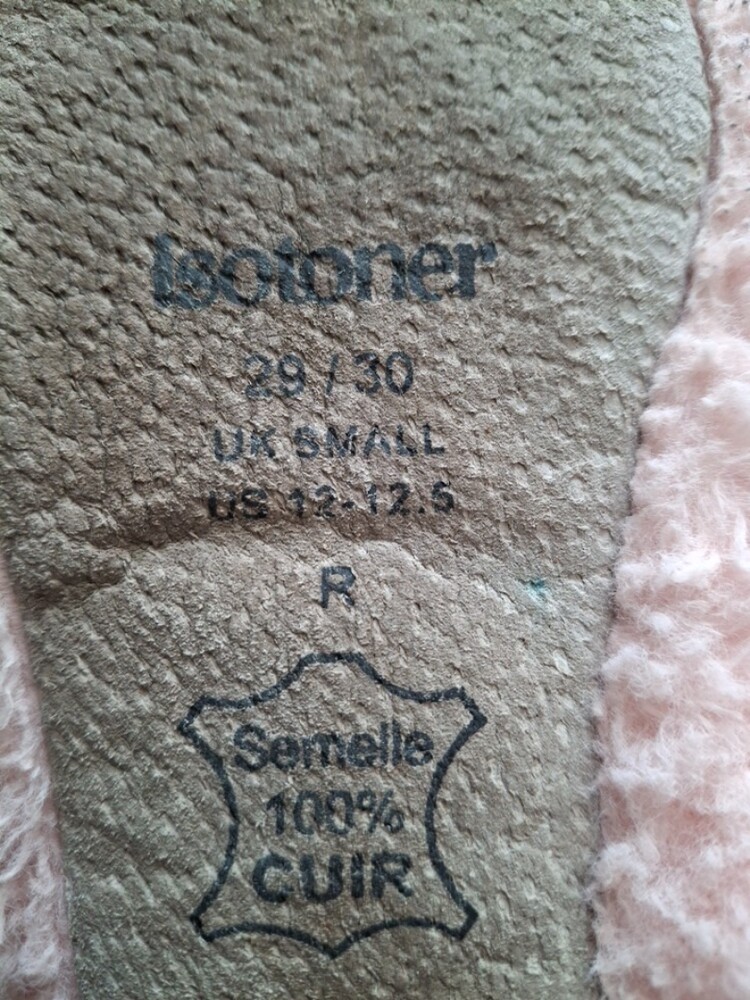 Isotoner
29 / 30
UK SMALL
US 12-12.5
R
Semelle
100%
CUIR